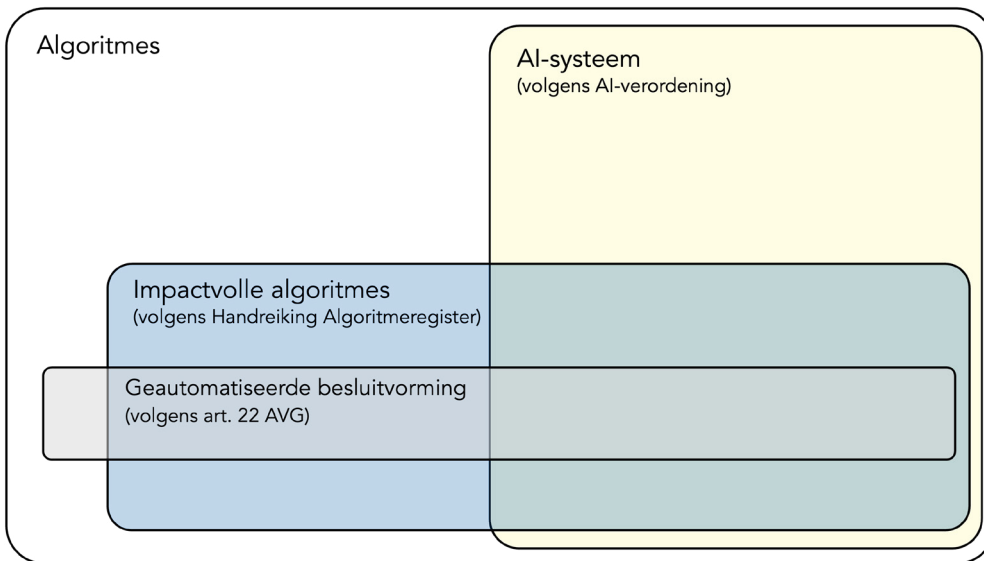 Algoritmes
AI-systeem
(volgens AI-verordening)
Impactvolle algoritmes
(volgens Handreiking Algoritmeregister)
Geautomatiseerde besluitvorming
(volgens art. 22 AVG)